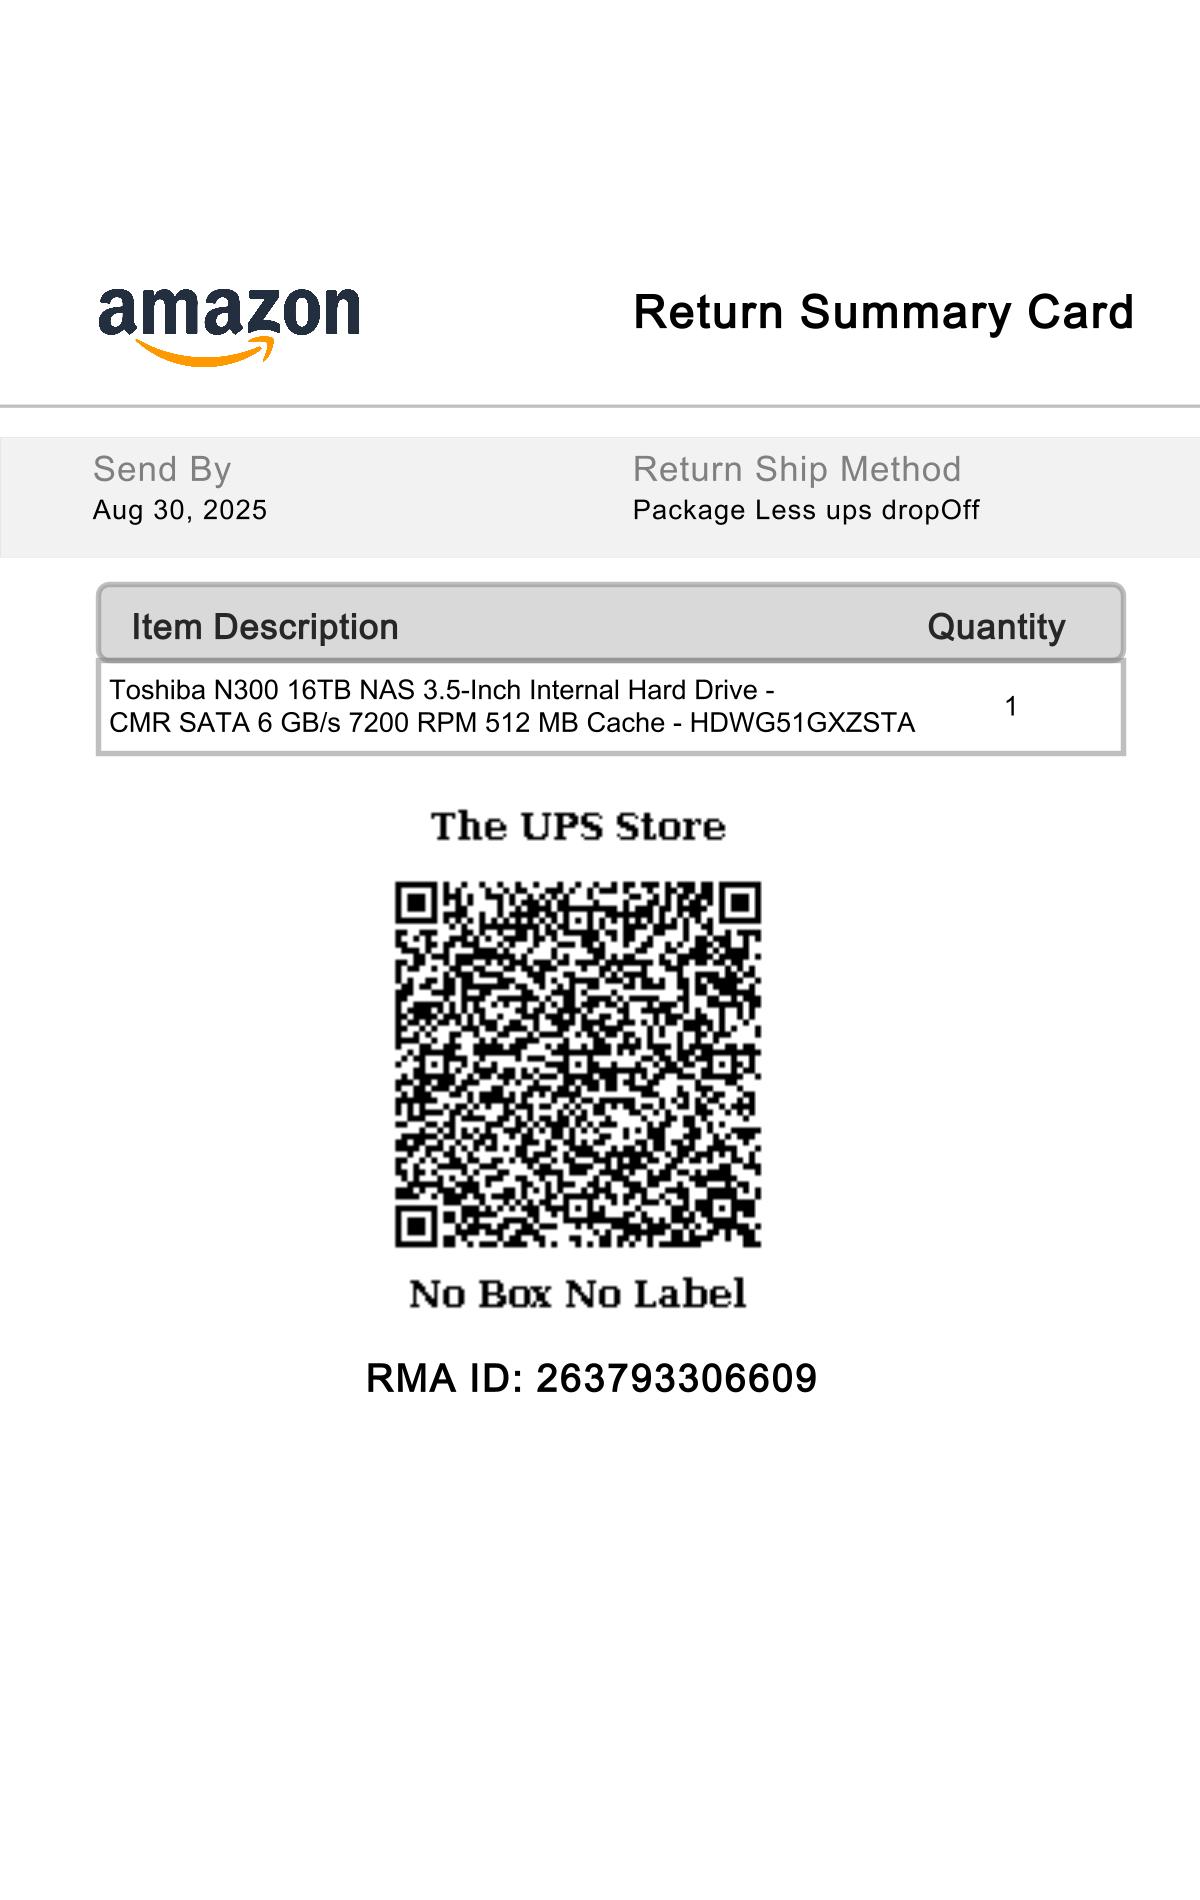 amazon
Return Summary Card
Send By
Aug 30, 2025
Return Ship Method
Package Less ups dropOff
Item Description
Quantity
Toshiba N300 16TB NAS 3.5-Inch Internal Hard Drive -
CMR SATA 6 GB/s 7200 RPM 512 MB Cache - HDWG51GXZSTA
1
The UPS Store
No Box No Label
RMA ID: 263793306609